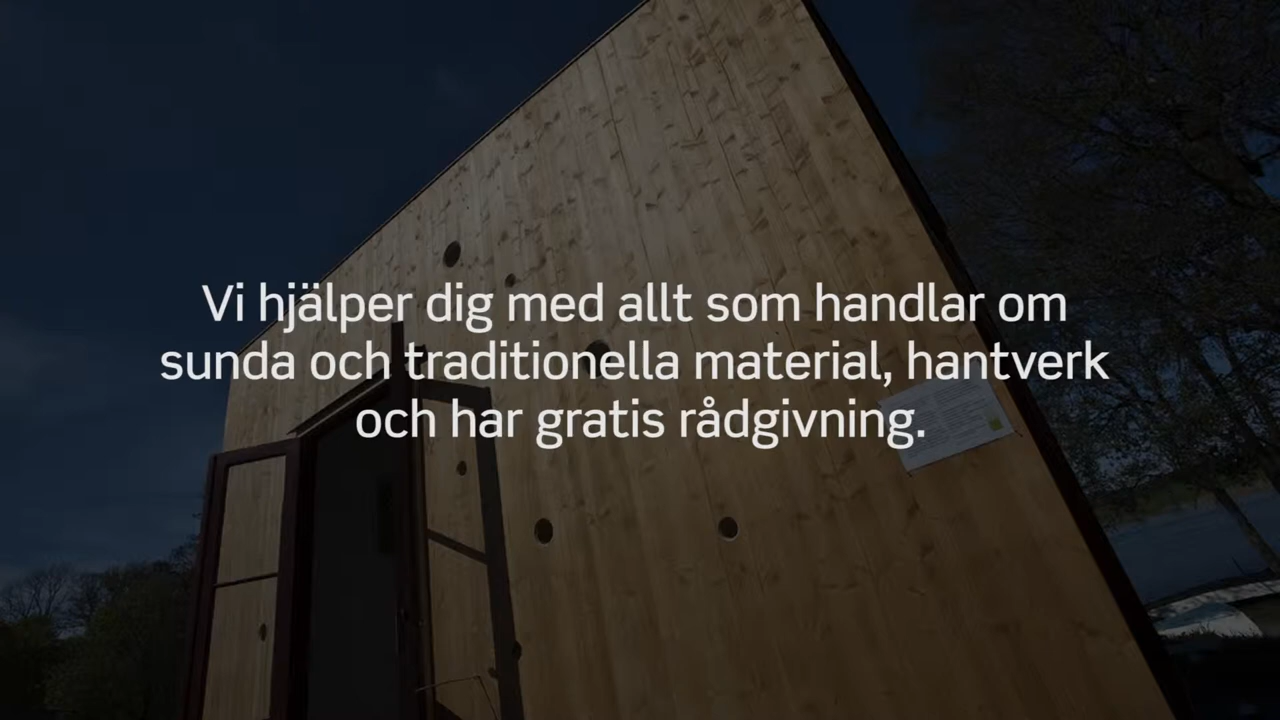 Vi hjälper dig med allt som handlar om
sunda och traditionella material, hantverk
och har gratis rådgivning.